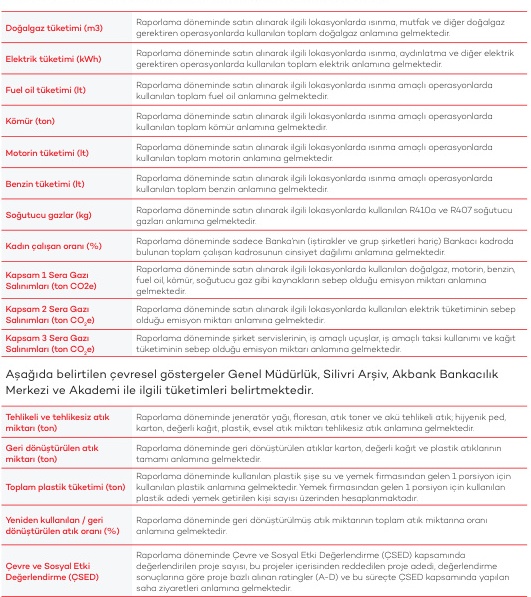 Doğalgaz tüketimi (m3)
Raporlama döneminde satın alınarak ilgili lokasyonlarda ısınma, mutfak ve diğer doğalgaz
gerektiren operasyonlarda kullanılan toplam doğalgaz anlamına gelmektedir.
Elektrik tüketimi (kWh)
Raporlama döneminde satın alınarak ilgili lokasyonlarda ısınma, aydınlatma ve diğer elektrik
gerektiren operasyonlarda kullanılan toplam elektrik anlamına gelmektedir.
Fuel oil tüketimi (lt)
Raporlama döneminde satın alınarak ilgili lokasyonlarda ısınma amaçlı operasyonlarda
kullanılan toplam fuel oil anlamına gelmektedir.
Kömür (ton)
Raporlama döneminde satın alınarak ilgili lokasyonlarda ısınma amaçlı operasyonlarda
kullanılan toplam kömür anlamına gelmektedir.
Motorin tüketimi (lt)
Raporlama döneminde satın alınarak ilgili lokasyonlarda ısınma amaçlı operasyonlarda
kullanılan toplam motorin anlamına gelmektedir.
Benzin tüketimi (lt)
Raporlama döneminde satın alınarak ilgili lokasyonlarda ısınma amaçlı operasyonlarda
kullanılan toplam benzin anlamına gelmektedir.
Soğutucu gazlar (kg)
Raporlama döneminde satın alınarak ilgili lokasyonlarda kullanılan R410a ve R407 soğutucu
gazları anlamına gelmektedir.
Kadın çalışan oranı (%)
Raporlama döneminde sadece Banka'nın (iştirakler ve grup şirketleri hariç) Bankacı kadroda
bulunan toplam çalışan kadrosunun cinsiyet dağılımı anlamına gelmektedir.
Kapsam 1 Sera Gazı
Salınımları (ton CO2e)
Raporlama döneminde satın alınarak ilgili lokasyonlarda kullanılan doğalgaz, motorin, benzin,
fuel oil, kömür, soğutucu gaz gibi kaynakların sebep olduğu emisyon miktarı anlamına
gelmektedir.
Kapsam 2 Sera Gazı
Salınımları (ton CO₂e)
Raporlama döneminde satın alınarak ilgili lokasyonlarda kullanılan elektrik tüketiminin sebep
olduğu emisyon miktarı anlamına gelmektedir.
Kapsam 3 Sera Gazı
Salınımları (ton CO₂e)
Raporlama döneminde şirket servislerinin, iş amaçlı uçuşlar, iş amaçlı taksi kullanımı ve kağıt
tüketiminin sebep olduğu emisyon miktarı anlamına gelmektedir.
Aşağıda belirtilen çevresel göstergeler Genel Müdürlük, Silivri Arşiv, Akbank Bankacılık
Merkezi ve Akademi ile ilgili tüketimleri belirtmektedir.
Tehlikeli ve tehlikesiz atık
miktarı (ton)
Raporlama döneminde jeneratör yağı, floresan, atık toner ve akü tehlikeli atık; hijyenik ped,
karton, değerli kağıt, plastik, evsel atık miktarı tehlikesiz atık anlamına gelmektedir.
Geri dönüştürülen atık
miktarı (ton)
Raporlama döneminde geri dönüştürülen atıklar karton, değerli kağıt ve plastik atıklarının
tamamı anlamına gelmektedir.
Toplam plastik tüketimi (ton)
Raporlama döneminde kullanılan plastik şişe su ve yemek firmasından gelen 1 porsiyon için
kullanılan plastik anlamına gelmektedir. Yemek firmasından gelen 1 porsiyon için kullanılan
plastik adedi yemek getirilen kişi sayısı üzerinden hesaplanmaktadır.
Yeniden kullanılan / geri
dönüştürülen atık oranı (%)
Raporlama döneminde geri dönüştürülmüş atık miktarının toplam atık miktarına oranı
anlamına gelmektedir.
Çevre ve Sosyal Etki
Değerlendirme (ÇSED)
Raporlama döneminde Çevre ve Sosyal Etki Değerlendirme (ÇSED) kapsamında
değerlendirilen proje sayısı, bu projeler içerisinden reddedilen proje adedi, değerlendirme
sonuçlarına göre proje bazlı alınan ratingler (A-D) ve bu süreçte ÇSED kapsamında yapılan
saha ziyaretleri anlamına gelmektedir.